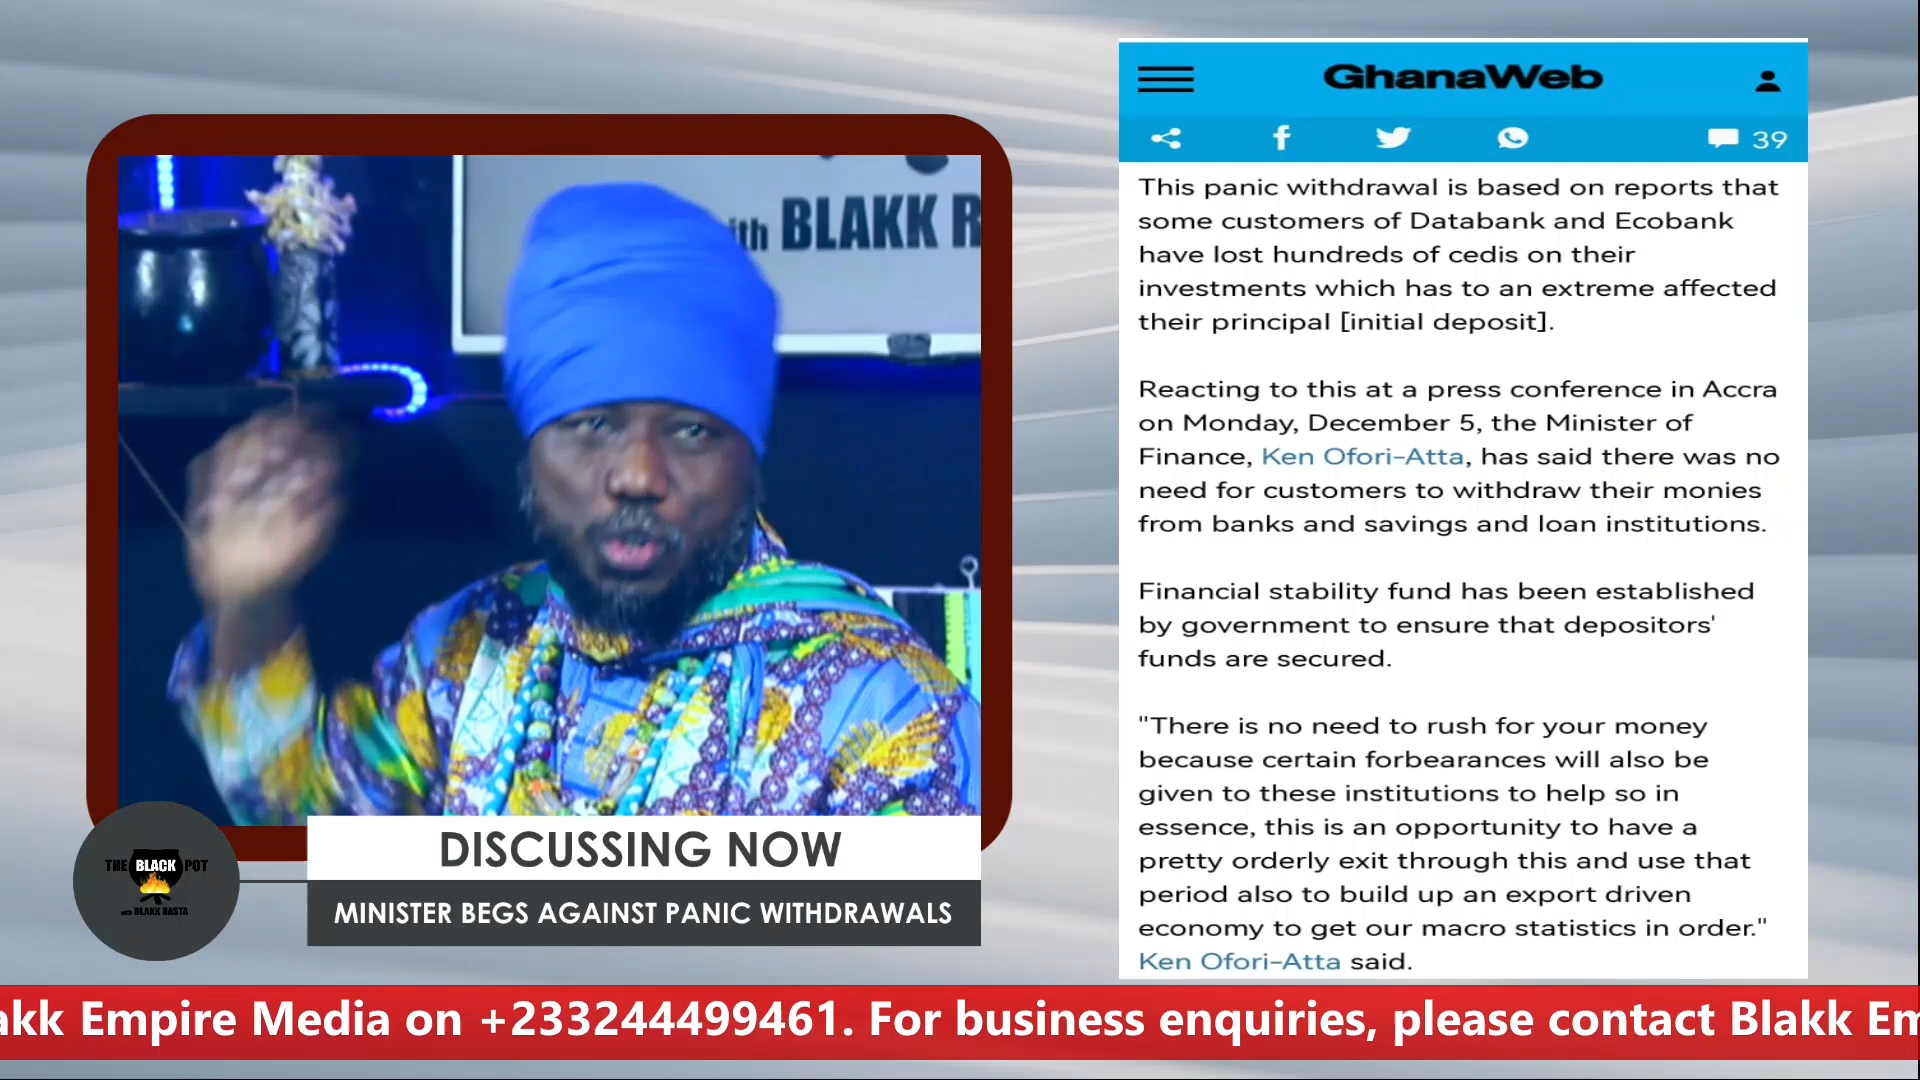 ith BLAKK R
THE BLACK POT
with BLAKK RASTA
DISCUSSING NOW
MINISTER BEGS AGAINST PANIC WITHDRAWALS
GhanaWeb
39
This panic withdrawal is based on reports that
some customers of Databank and Ecobank
have lost hundreds of cedis on their
investments which has to an extreme affected
their principal [initial deposit].
Reacting to this at a press conference in Accra
on Monday, December 5, the Minister of
Finance, Ken Ofori-Atta, has said there was no
need for customers to withdraw their monies
from banks and savings and loan institutions.
Financial stability fund has been established
by government to ensure that depositors'
funds are secured.
"There is no need to rush for your money
because certain forbearances will also be
given to these institutions to help so in
essence, this is an opportunity to have a
pretty orderly exit through this and use that
period also to build up an export driven
economy to get our macro statistics in order."
Ken Ofori-Atta said.
akk Empire Media on +233244499461. For business enquiries, please contact Blakk Em